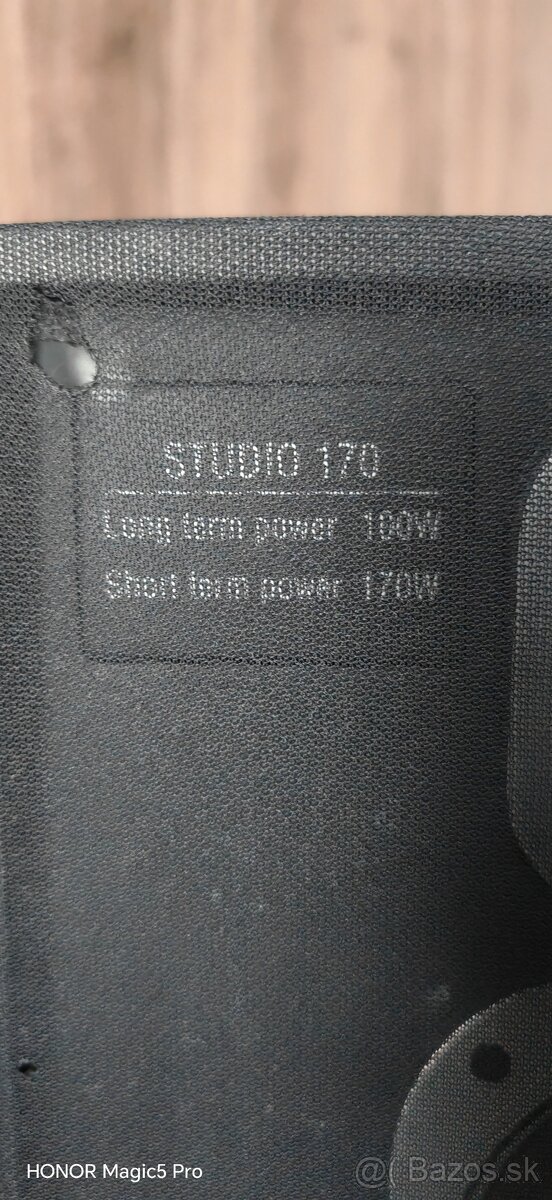 STUDIO 170
Long term power 100W
Short term power 170W
HONOR Magic5 Pro
@ Bazos.sk